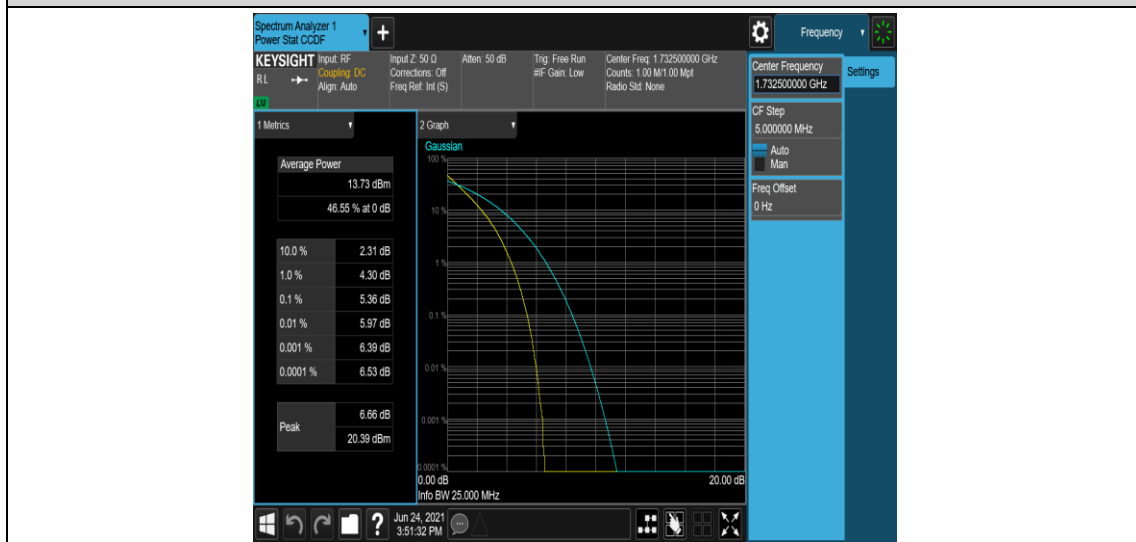 Spectrum Analyzer 1
Power Stat CCDF
+
Frequency
KEYSIGHT
RL
LXI
Input: RF
Coupling: DC
Align: Auto
Input Z: 50 Ω
Corrections: Off
Freq Ref: Int (S)
Atten: 50 dB
Trig: Free Run
#IF Gain: Low
Center Freq: 1.732500000 GHz
Counts: 1.00 M/1.00 Mpt
Radio Std: None
Center Frequency
1.732500000 GHz
Settings
CF Step
5.000000 MHz
Auto
Man
Freq Offset
0 Hz
1 Metrics
Average Power
13.73 dBm
46.55 % at 0 dB
10.0 % 2.31 dB
1.0 % 4.30 dB
0.1 % 5.36 dB
0.01 % 5.97 dB
0.001 % 6.39 dB
0.0001 % 6.53 dB
Peak
6.66 dB
20.39 dBm
2 Graph
Gaussian
100 %
10 %
1 %
0.1 %
0.01 %
0.001 %
0.0001 %
0.00 dB 20.00 dB
Info BW 25.000 MHz
?
Jun 24, 2021
3:51:32 PM